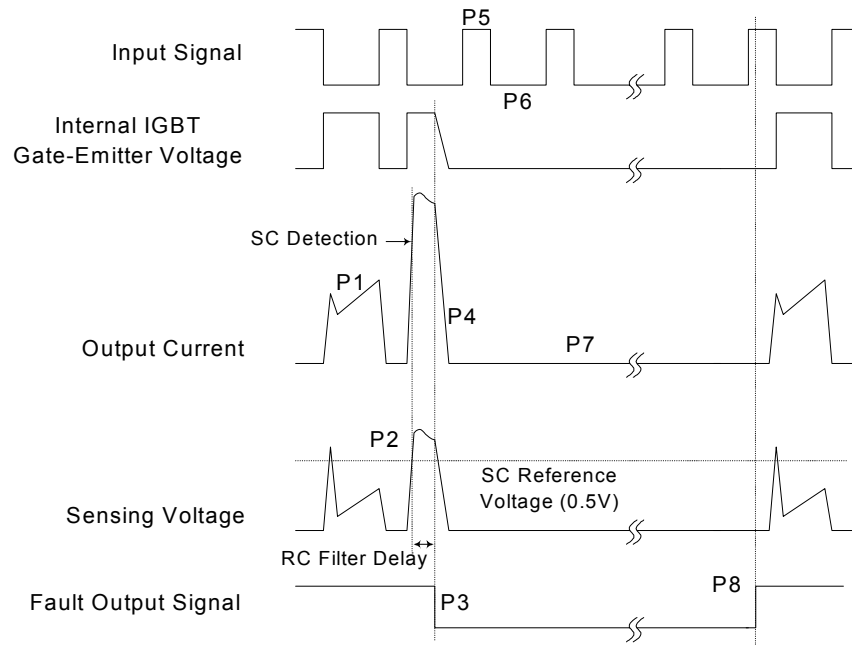 P5
Input Signal
P6
Internal IGBT
Gate-Emitter Voltage
SC Detection
P1
P4
Output Current
P7
P2
SC Reference
Voltage (0.5V)
Sensing Voltage
RC Filter Delay
P8
Fault Output Signal
P3